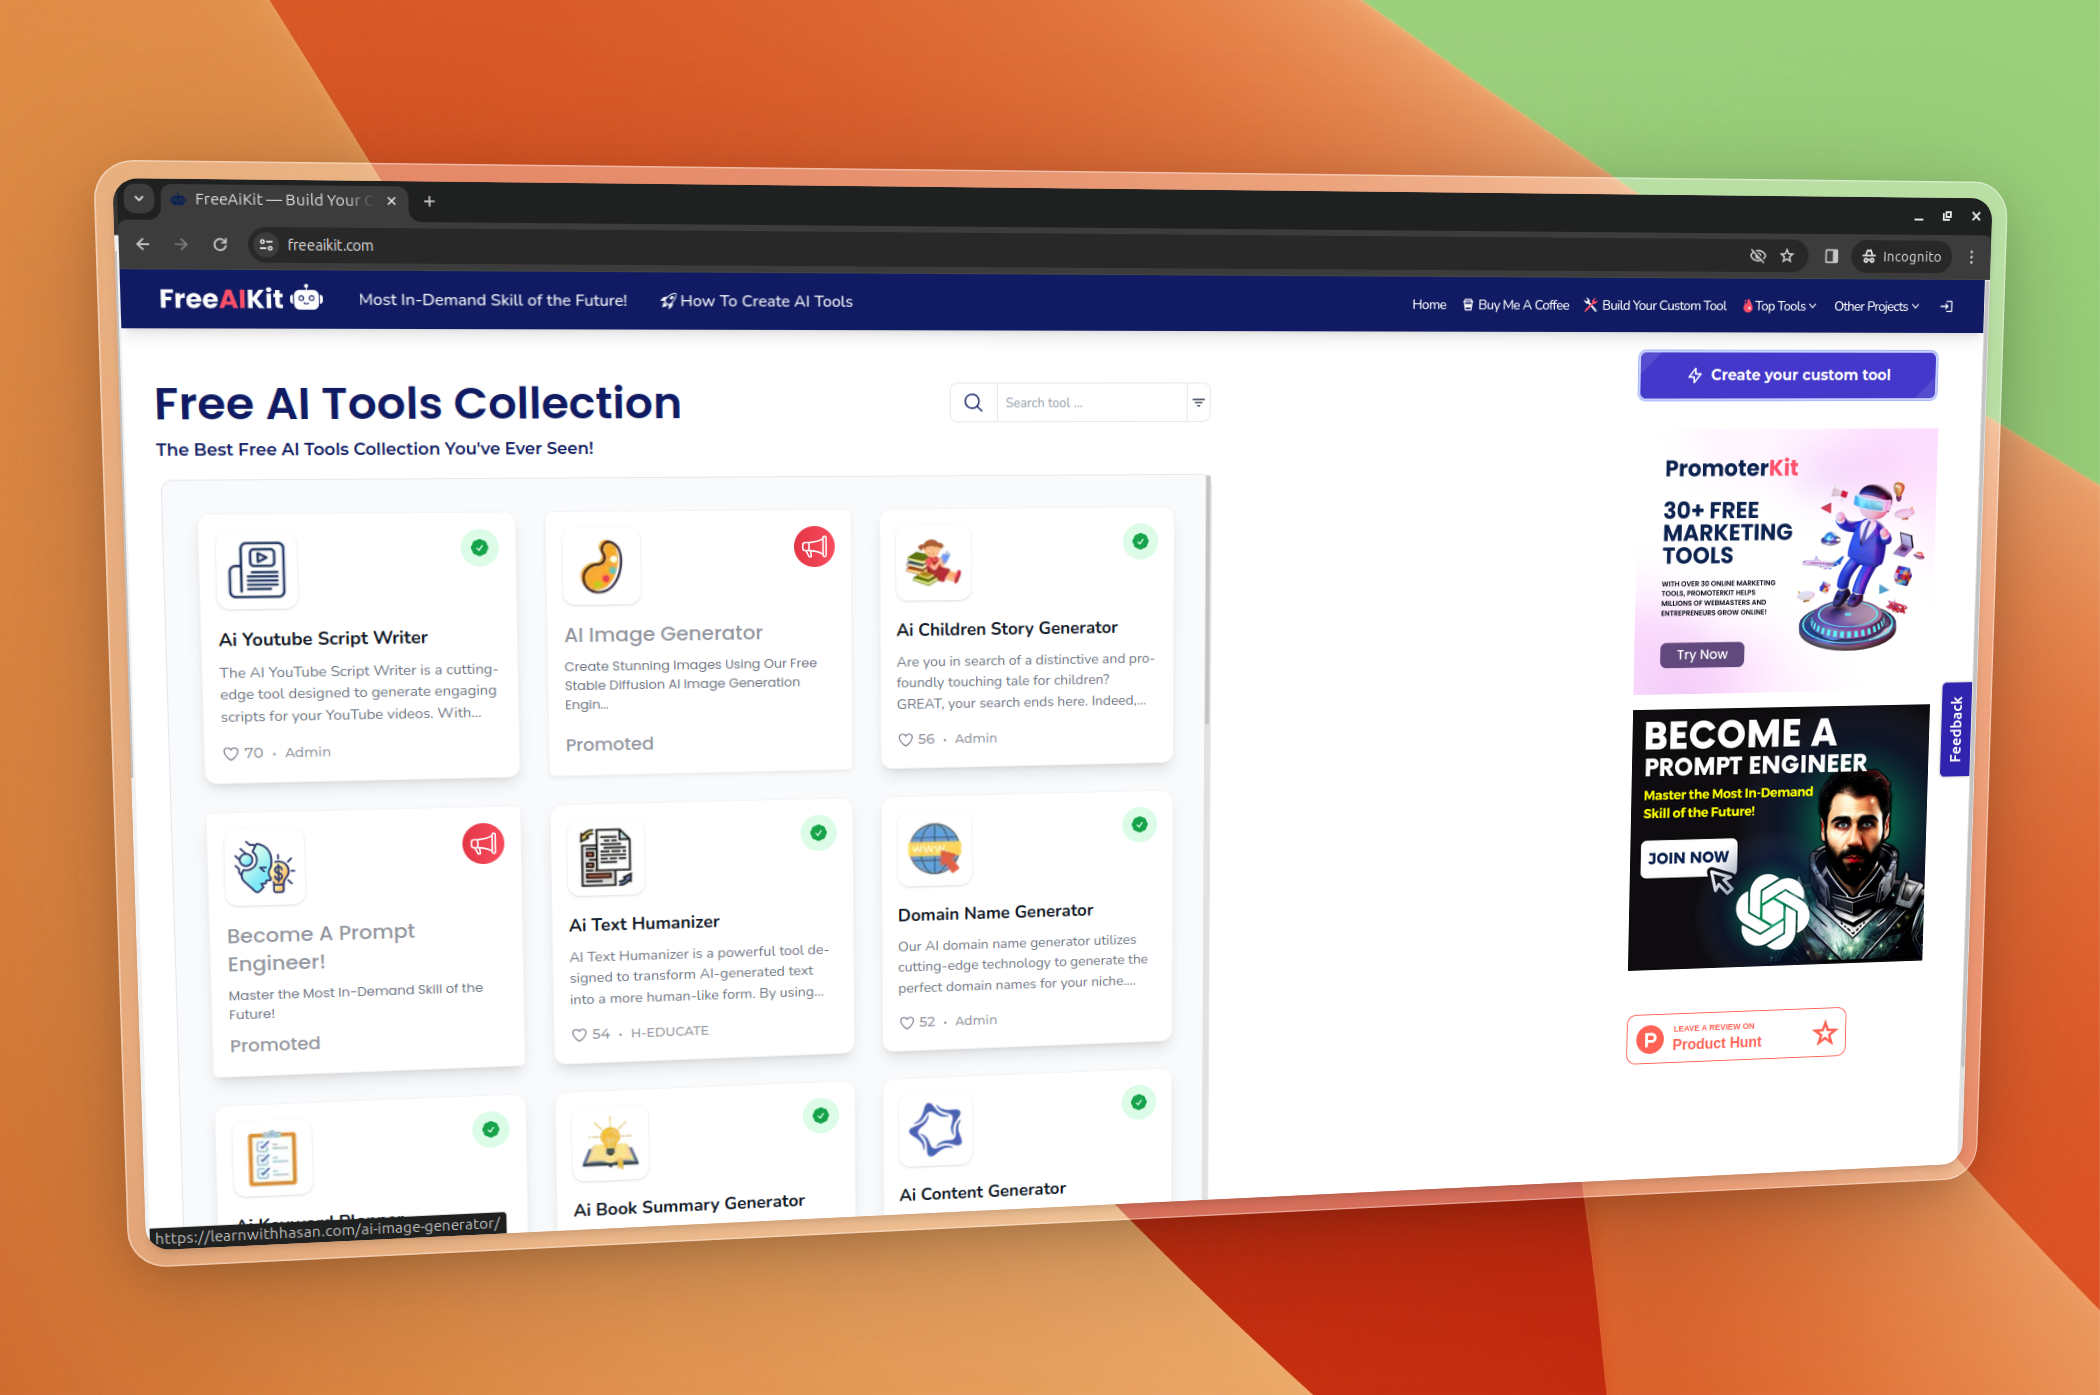 FreeAiKit — Build Your C
freeaikit.com
Incognito
FreeAIKit
Most In-Demand Skill of the Future!
How To Create AI Tools
Home
Buy Me A Coffee
Build Your Custom Tool
Top Tools
Other Projects
Free AI Tools Collection
The Best Free AI Tools Collection You've Ever Seen!
Search tool ...
Create your custom tool
Ai Youtube Script Writer
The AI YouTube Script Writer is a cutting-
edge tool designed to generate engaging
scripts for your YouTube videos. With...
70 • Admin
AI Image Generator
Create Stunning Images Using Our Free
Stable Diffusion AI Image Generation
Engin...
Promoted
Ai Children Story Generator
Are you in search of a distinctive and pro-
foundly touching tale for children?
GREAT, your search ends here. Indeed,...
56 • Admin
Become A Prompt
Engineer!
Master the Most In-Demand Skill of the
Future!
Promoted
Ai Text Humanizer
AI Text Humanizer is a powerful tool de-
signed to transform AI-generated text
into a more human-like form. By using...
54 • H-EDUCATE
WWW
Domain Name Generator
Our AI domain name generator utilizes
cutting-edge technology to generate the
perfect domain names for your niche....
52 • Admin
Ai Keyword Planner
Ai Book Summary Generator
Ai Content Generator
https://learnwithhasan.com/ai-image-generator/
PromoterKit
30+ FREE
MARKETING
TOOLS
WITH OVER 30 ONLINE MARKETING
TOOLS, PROMOTERKIT HELPS
MILLIONS OF WEBMASTERS AND
ENTREPRENEURS GROW ONLINE!
Try Now
BECOME A
PROMPT ENGINEER
Master the Most In-Demand
Skill of the Future!
JOIN NOW
Feedback
P
LEAVE A REVIEW ON
Product Hunt